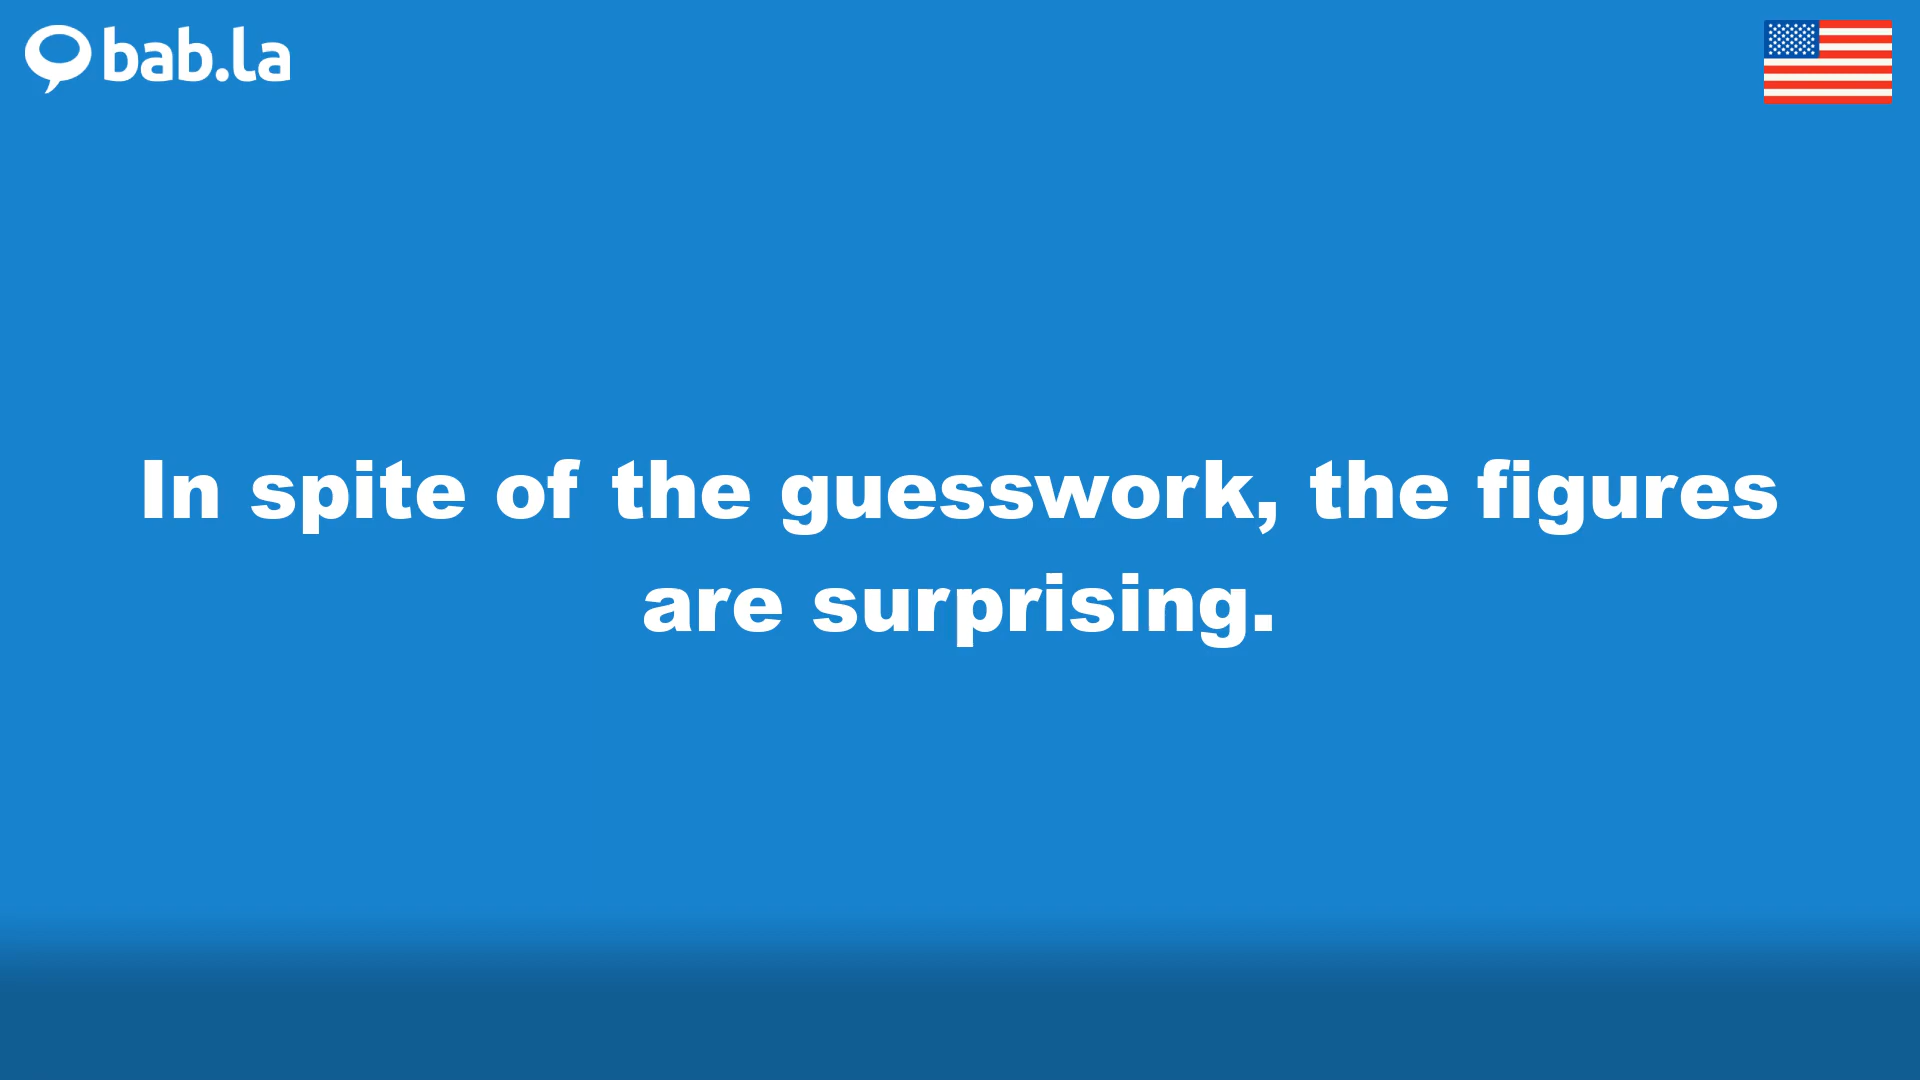 bab.la
In spite of the guesswork, the figures
are surprising.